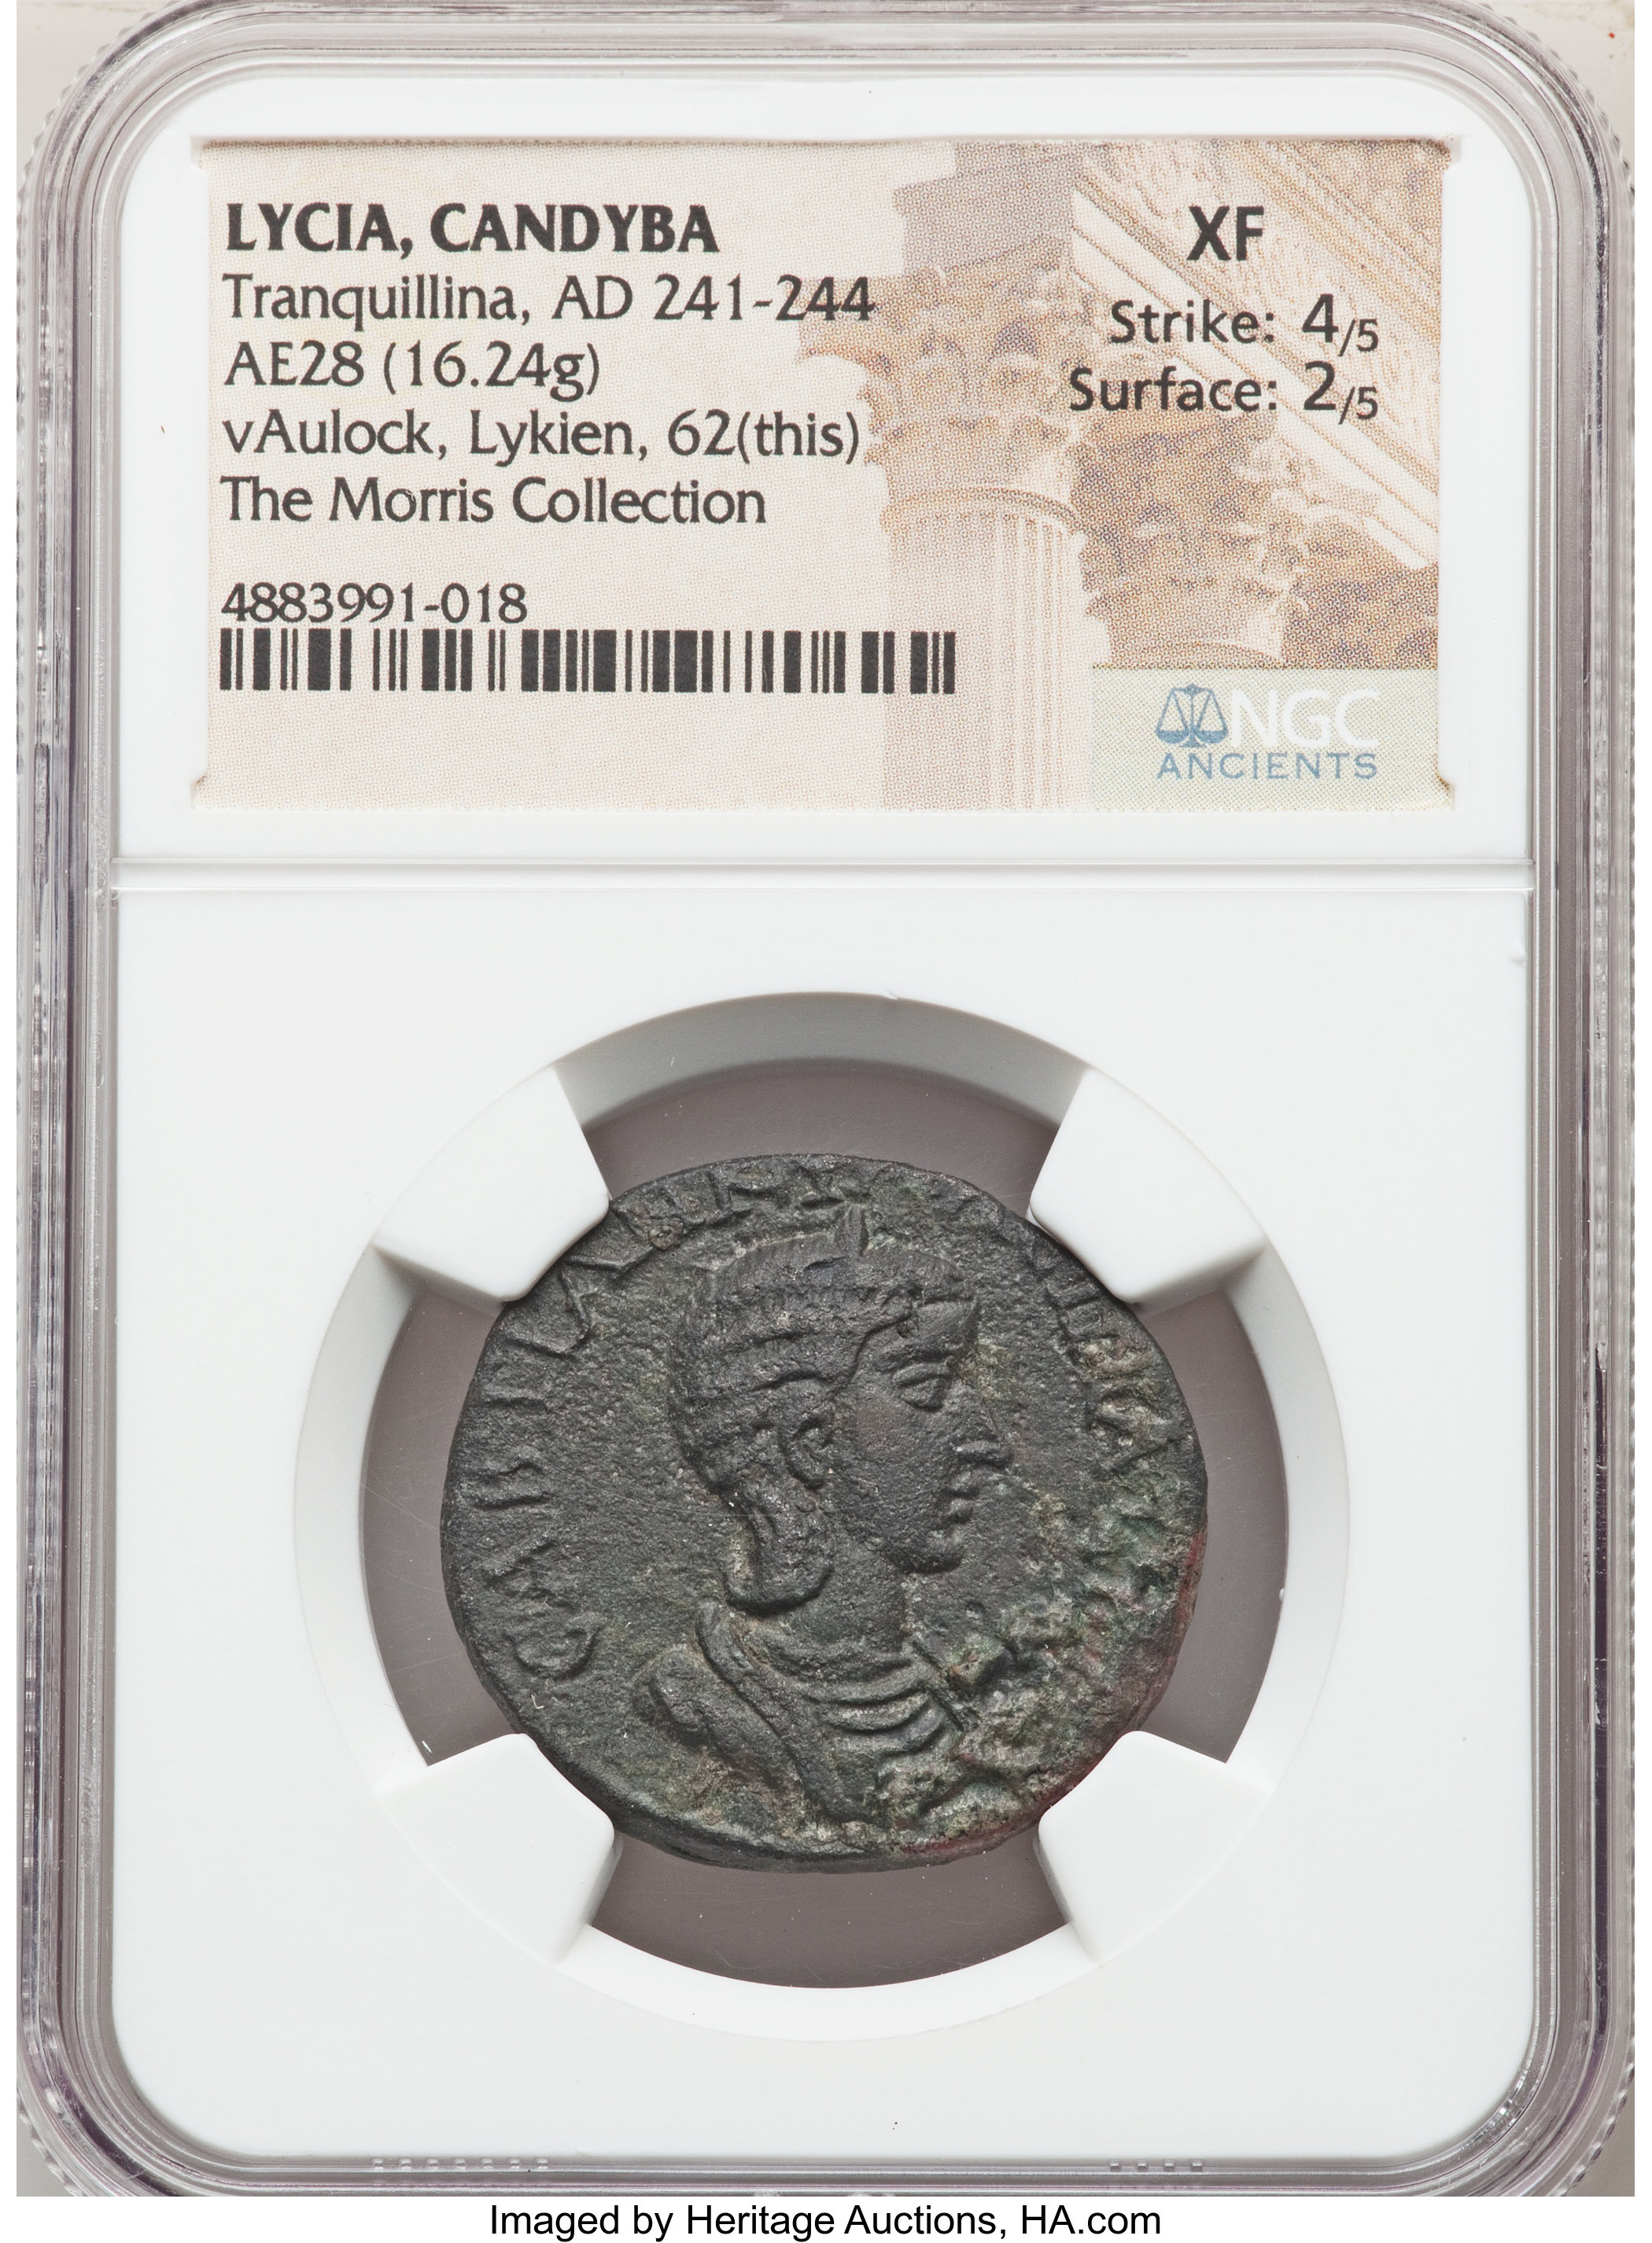 LYCIA, CANDYBA
Tranquillina, AD 241-244
AE28 (16.24g)
vAulock, Lykien, 62(this)
The Morris Collection
4883991-018
XF
Strike: 4/5
Surface: 2/5
NGC
ANCIENTS
Imaged by Heritage Auctions, HA.com